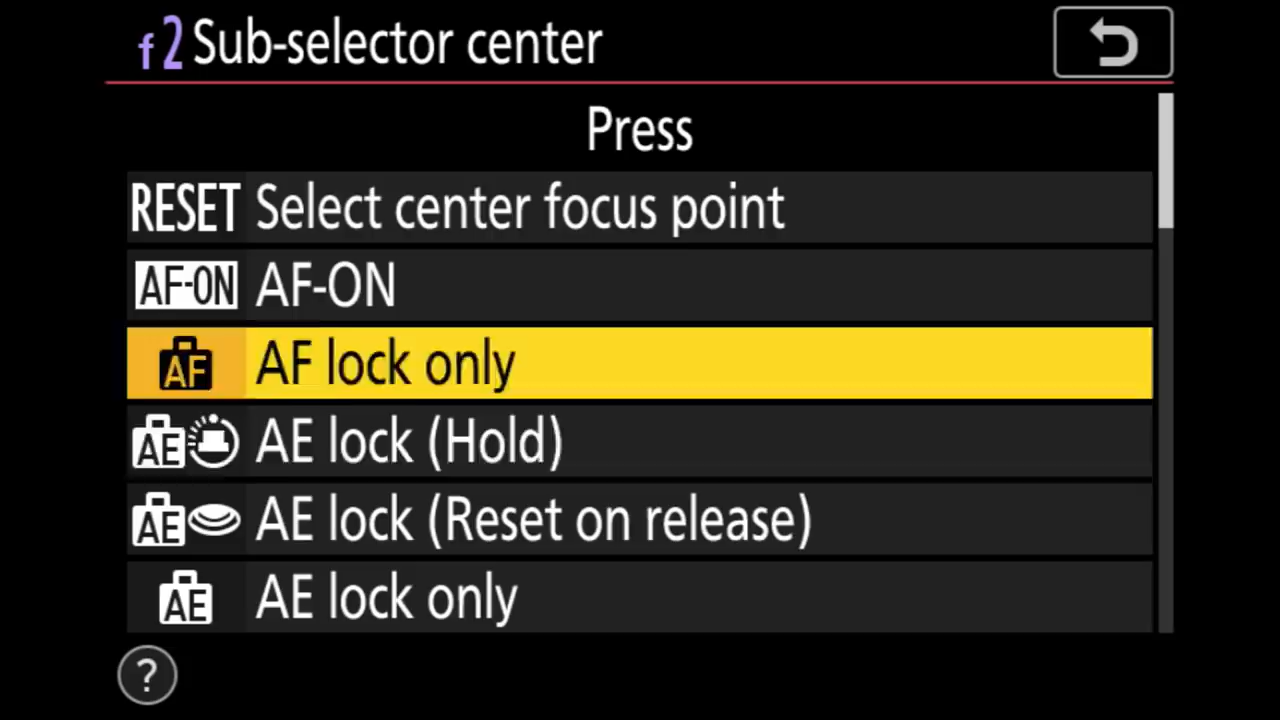 f2 Sub-selector center
Press
RESET Select center focus point
AF-ON AF-ON
AF AF lock only
AE AE lock (Hold)
AE AE lock (Reset on release)
AE AE lock only
?